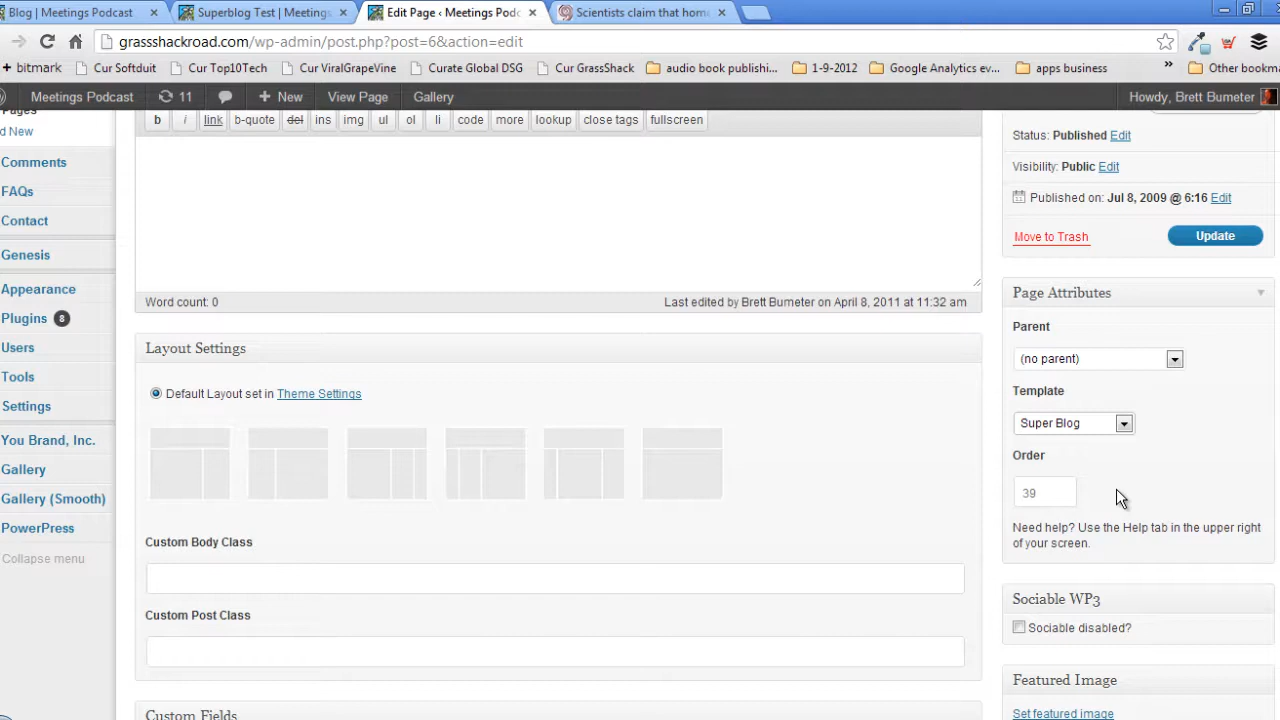 Blog | Meetings Podcast
Superblog Test | Meetings
Edit Page ‹ Meetings Podc
Scientists claim that hom
grassshackroad.com/wp-admin/post.php?post=6&action=edit
+ bitmark
Cur Softduit
Cur Top10Tech
Cur ViralGrapeVine
Curate Global DSG
Cur GrassShack
audio book publishi...
1-9-2012
Google Analytics ev...
apps business
»
Other bookma
Meetings Podcast
11
+ New
View Page
Gallery
Howdy, Brett Bumeter
Pages
d New
Comments
FAQs
Contact
Genesis
Appearance
Plugins 8
Users
Tools
Settings
You Brand, Inc.
Gallery
Gallery (Smooth)
PowerPress
Collapse menu
b
i
link
b-quote
del
ins
img
ul
ol
li
code
more
lookup
close tags
fullscreen
Word count: 0
Last edited by Brett Bumeter on April 8, 2011 at 11:32 am
Layout Settings
Default Layout set in Theme Settings
Custom Body Class
Custom Post Class
Custom Fields
Status: Published Edit
Visibility: Public Edit
Published on: Jul 8, 2009 @ 6:16 Edit
Move to Trash
Update
Page Attributes
Parent
(no parent)
Template
Super Blog
Order
39
Need help? Use the Help tab in the upper right
of your screen.
Sociable WP3
Sociable disabled?
Featured Image
Set featured image